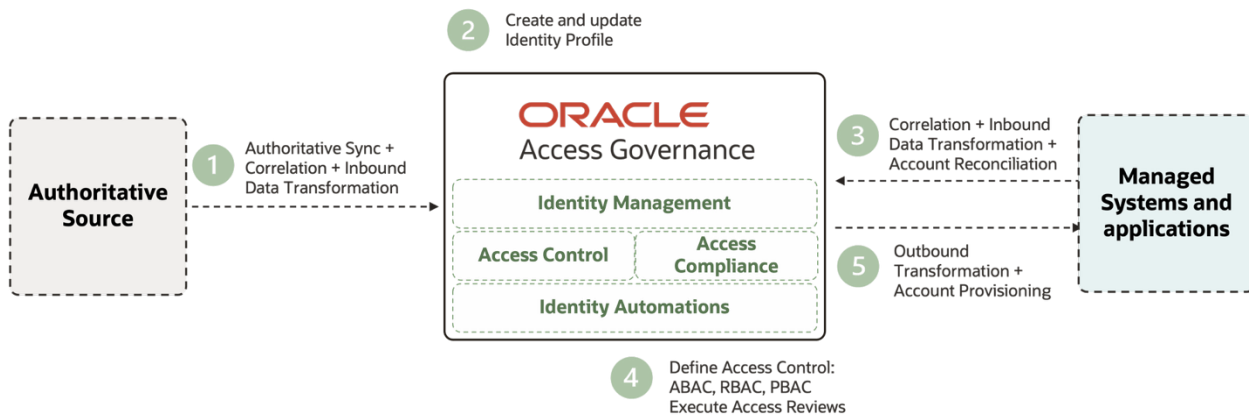 2
Create and update
Identity Profile
Authoritative
Source
1
Authoritative Sync +
Correlation + Inbound
Data Transformation
ORACLE
Access Governance
Identity Management
Access Control
Access
Compliance
Identity Automations
3
Correlation + Inbound
Data Transformation +
Account Reconciliation
Managed
Systems and
applications
5
Outbound
Transformation +
Account Provisioning
4
Define Access Control:
ABAC, RBAC, PBAC
Execute Access Reviews